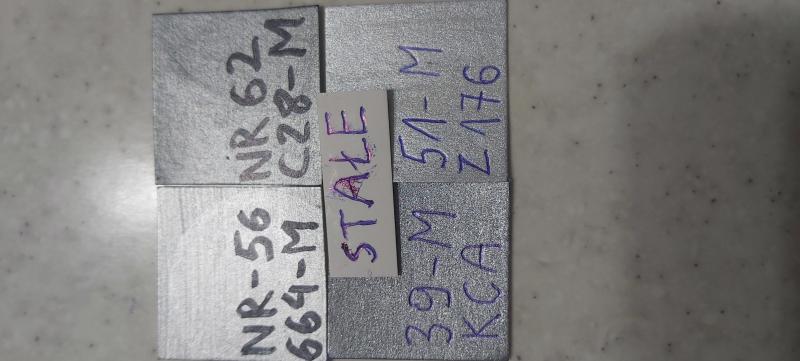 NR 62
C28-M
51-M
Z176
STAŁE
NR-56
664-M
39-M
KCA